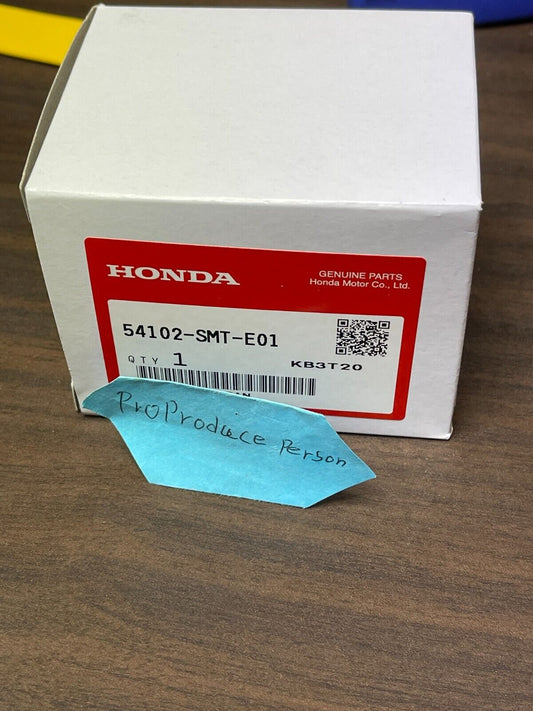 HONDA
GENUINE PARTS
Honda Motor Co., Ltd.
54102-SMT-E01
QTY 1
KB3T20
ProProduce Person